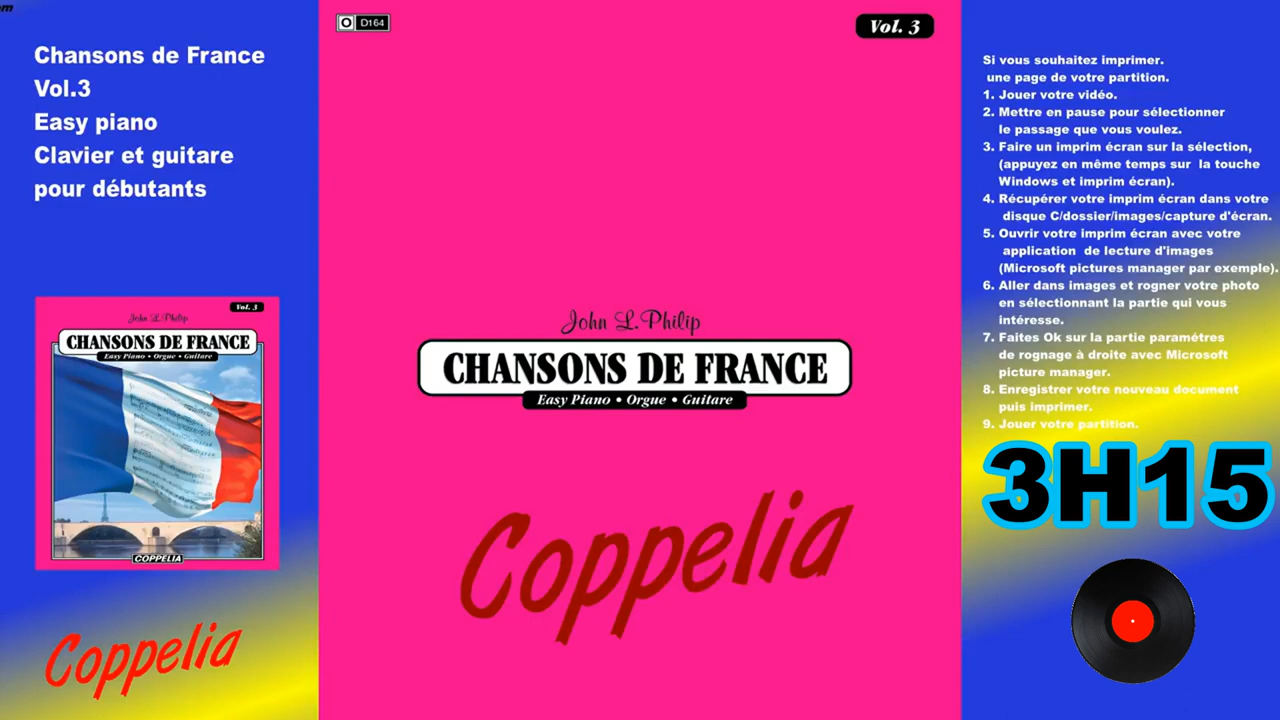 om
Chansons de France
Vol.3
Easy piano
Clavier et guitare
pour débutants
Vol. 3
John L.Philip
CHANSONS DE FRANCE
Easy Piano • Orgue • Guitare
COPPELIA
Coppelia
D164
Vol. 3
John L.Philip
CHANSONS DE FRANCE
Easy Piano • Orgue • Guitare
Coppelia
Si vous souhaitez imprimer.
une page de votre partition.
1. Jouer votre vidéo.
2. Mettre en pause pour sélectionner
le passage que vous voulez.
3. Faire un imprim écran sur la sélection,
(appuyez en même temps sur la touche
Windows et imprim écran).
4. Récupérer votre imprim écran dans votre
disque C/dossier/images/capture d'écran.
5. Ouvrir votre imprim écran avec votre
application de lecture d'images
(Microsoft pictures manager par exemple).
6. Aller dans images et rogner votre photo
en sélectionnant la partie qui vous
intéresse.
7. Faites Ok sur la partie paramétres
de rognage à droite avec Microsoft
picture manager.
8. Enregistrer votre nouveau document
puis imprimer.
9. Jouer votre partition.
3H15